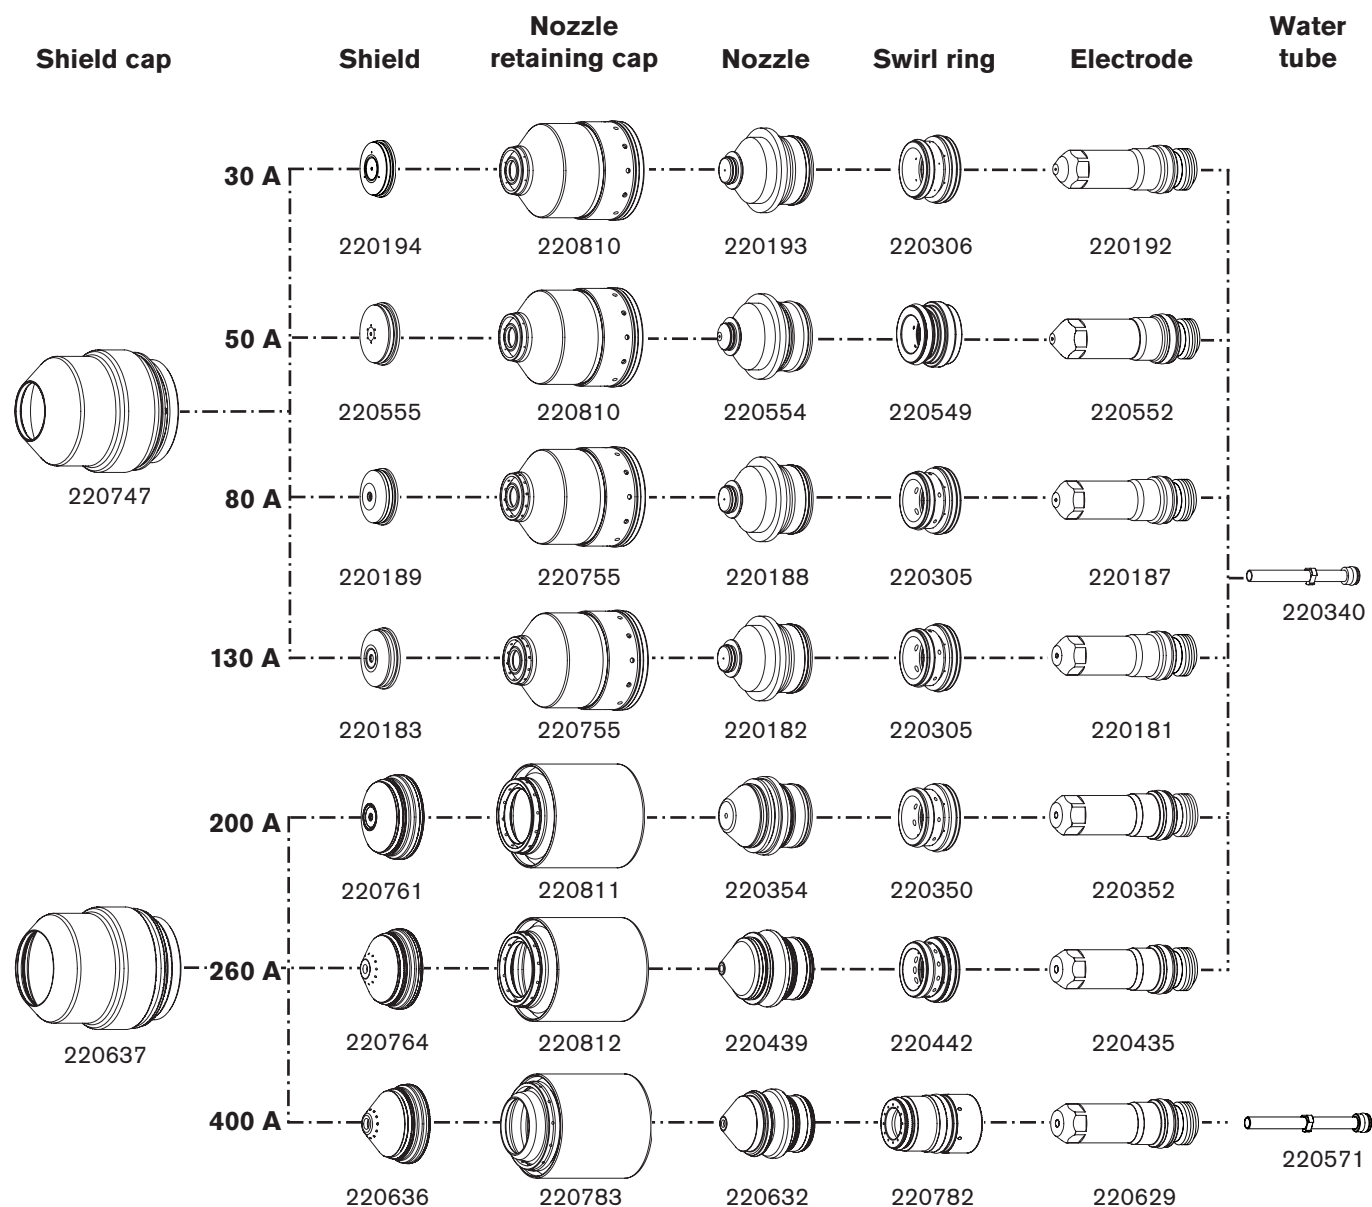 Shield cap
Shield
Nozzle
retaining cap
Nozzle
Swirl ring
Electrode
Water
tube
30 A
220194
220810
220193
220306
220192
50 A
220555
220810
220554
220549
220552
220747
80 A
220189
220755
220188
220305
220187
220340
130 A
220183
220755
220182
220305
220181
200 A
220761
220811
220354
220350
220352
260 A
220637
220764
220812
220439
220442
220435
400 A
220636
220783
220632
220782
220629
220571